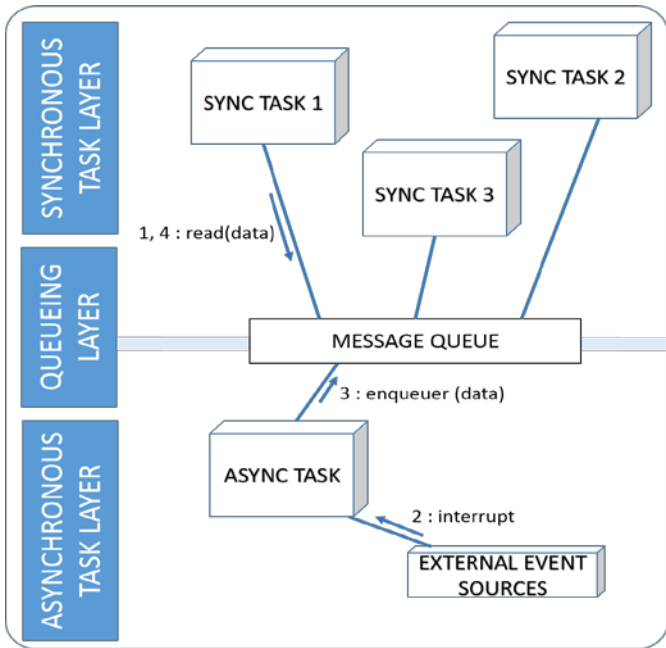 SYNCHRONOUS
TASK LAYER
SYNC TASK 1
SYNC TASK 2
SYNC TASK 3
1, 4 : read(data)
QUEUEING
LAYER
MESSAGE QUEUE
3 : enqueuer (data)
ASYNCHRONOUS
TASK LAYER
ASYNC TASK
2 : interrupt
EXTERNAL EVENT
SOURCES